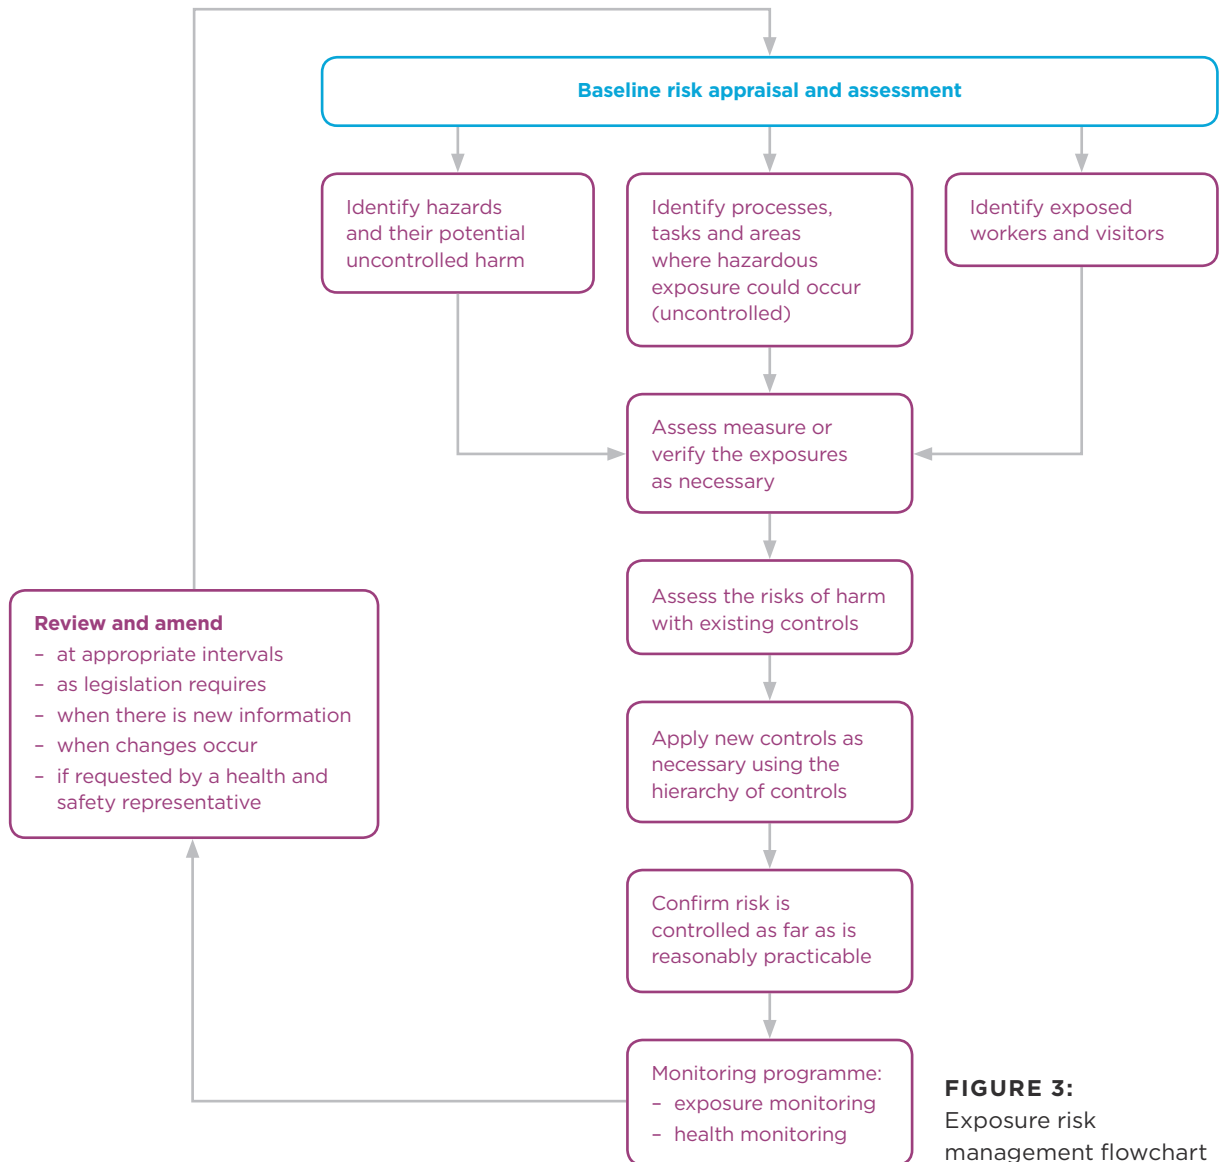 Baseline risk appraisal and assessment
Identify hazards
and their potential
uncontrolled harm
Identify processes,
tasks and areas
where hazardous
exposure could occur
(uncontrolled)
Identify exposed
workers and visitors
Assess measure or
verify the exposures
as necessary
Assess the risks of harm
with existing controls
Apply new controls as
necessary using the
hierarchy of controls
Confirm risk is
controlled as far as is
reasonably practicable
Monitoring programme:
– exposure monitoring
– health monitoring
Review and amend
– at appropriate intervals
– as legislation requires
– when there is new information
– when changes occur
– if requested by a health and
safety representative
FIGURE 3:
Exposure risk
management flowchart